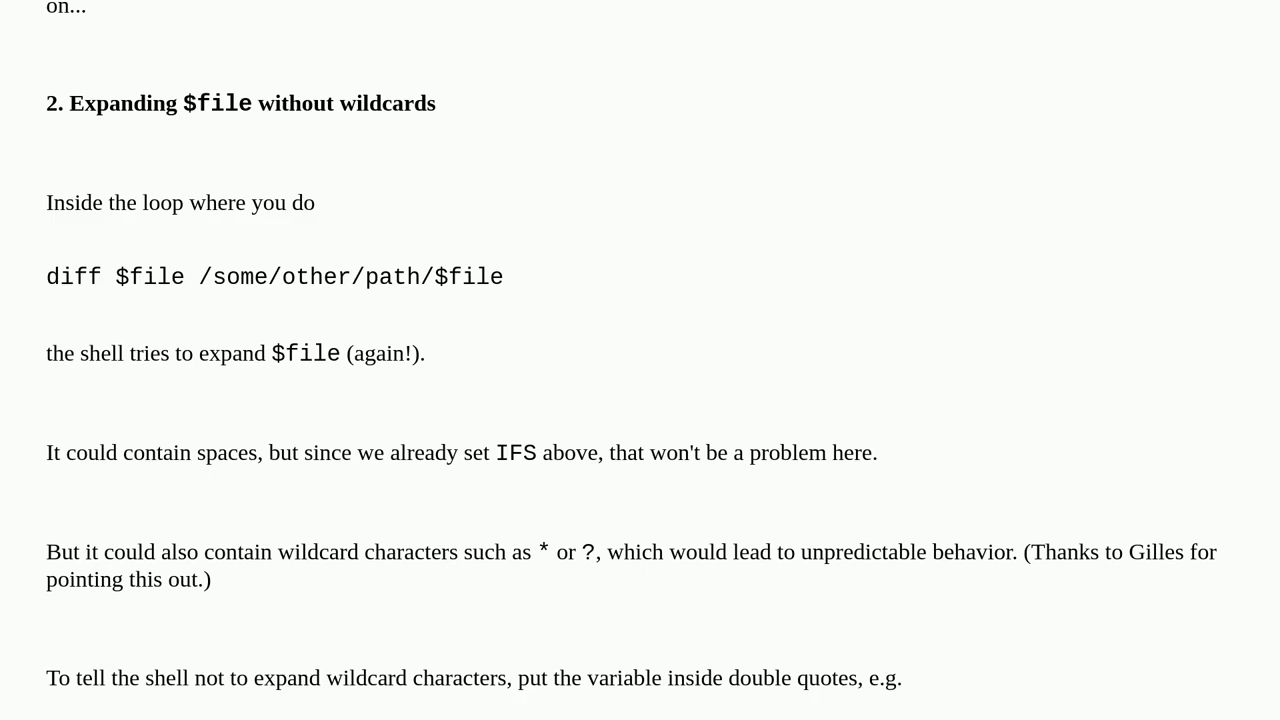 on...
2. Expanding $file without wildcards
Inside the loop where you do
diff $file /some/other/path/$file
the shell tries to expand $file (again!).
It could contain spaces, but since we already set IFS above, that won't be a problem here.
But it could also contain wildcard characters such as * or ?, which would lead to unpredictable behavior. (Thanks to Gilles for
pointing this out.)
To tell the shell not to expand wildcard characters, put the variable inside double quotes, e.g.